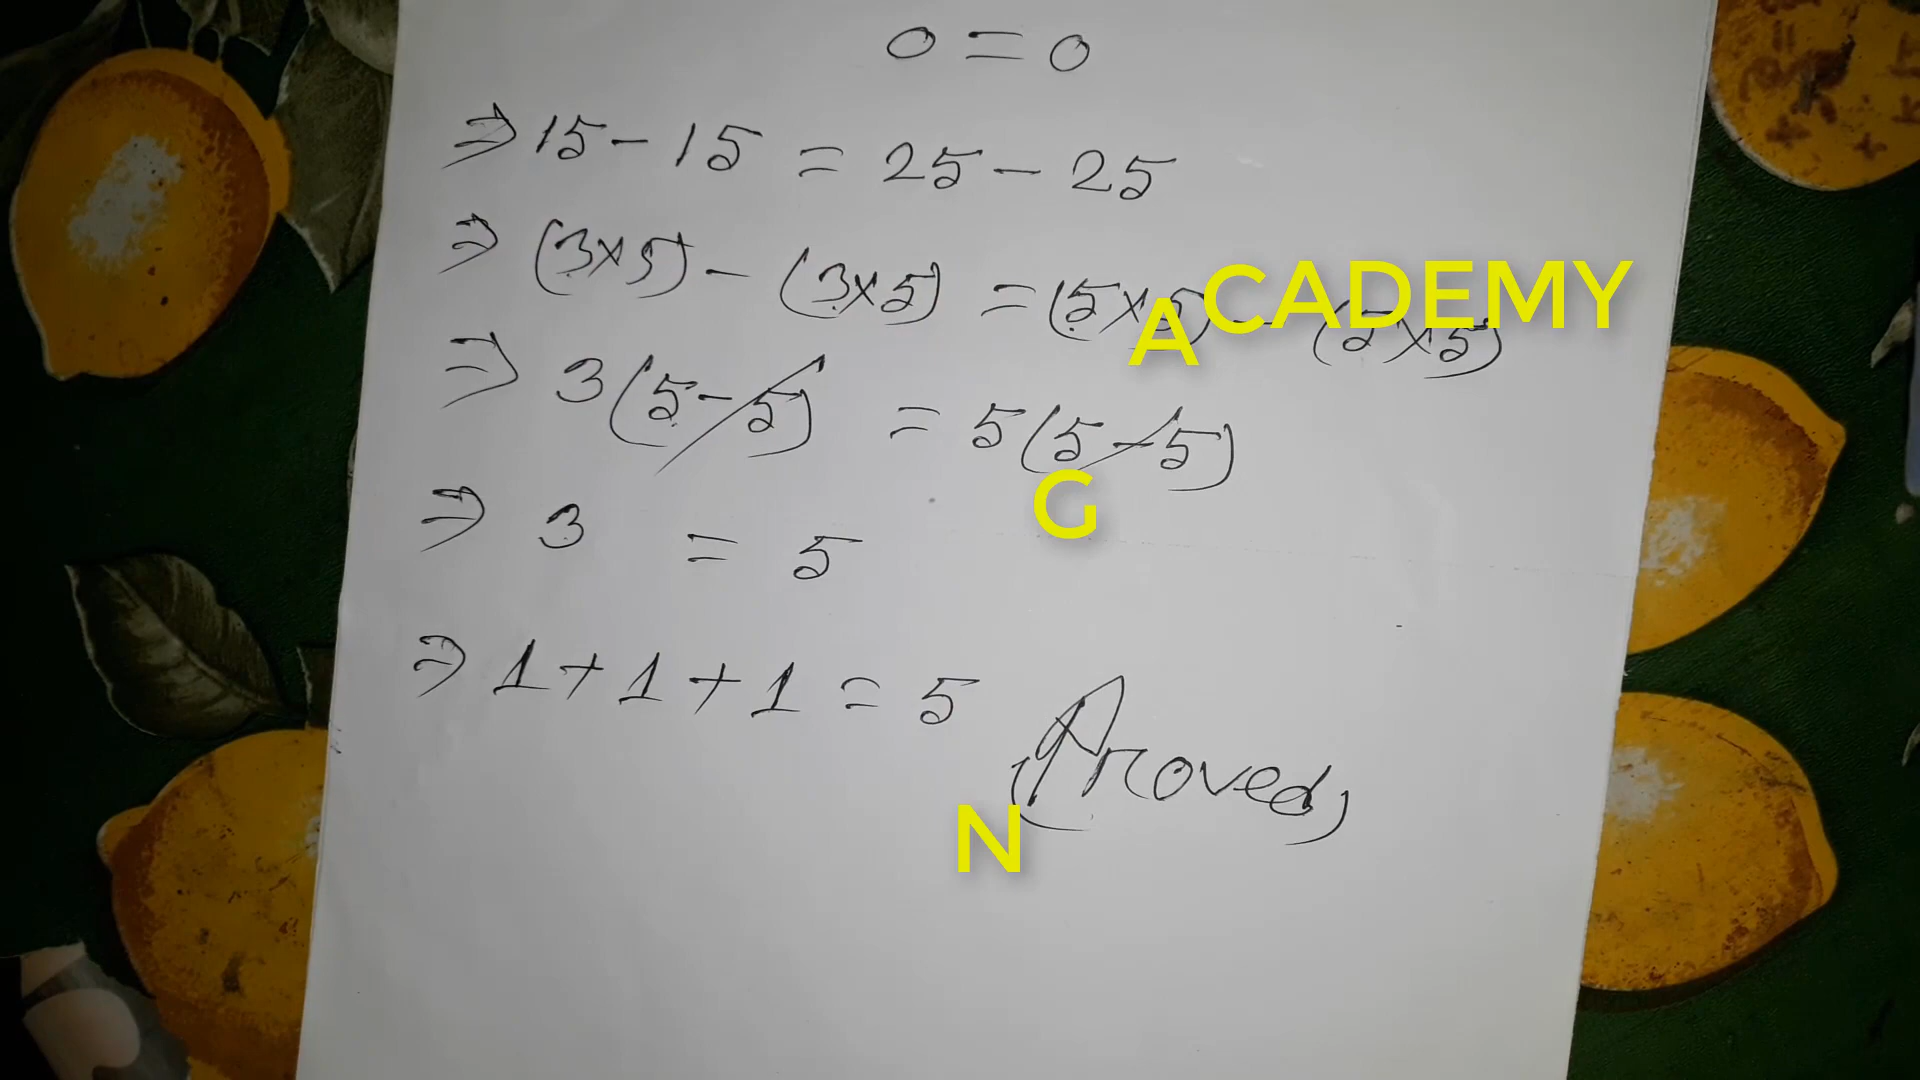 0 = 0
⇒ 15 - 15 = 25 - 25
⇒ (3×5) - (3×5) = (5×5) - (5×5)
ACADEMY
⇒ 3(5-5) = 5(5-5)
G
⇒ 3 = 5
⇒ 1+1+1 = 5
Proved,
N